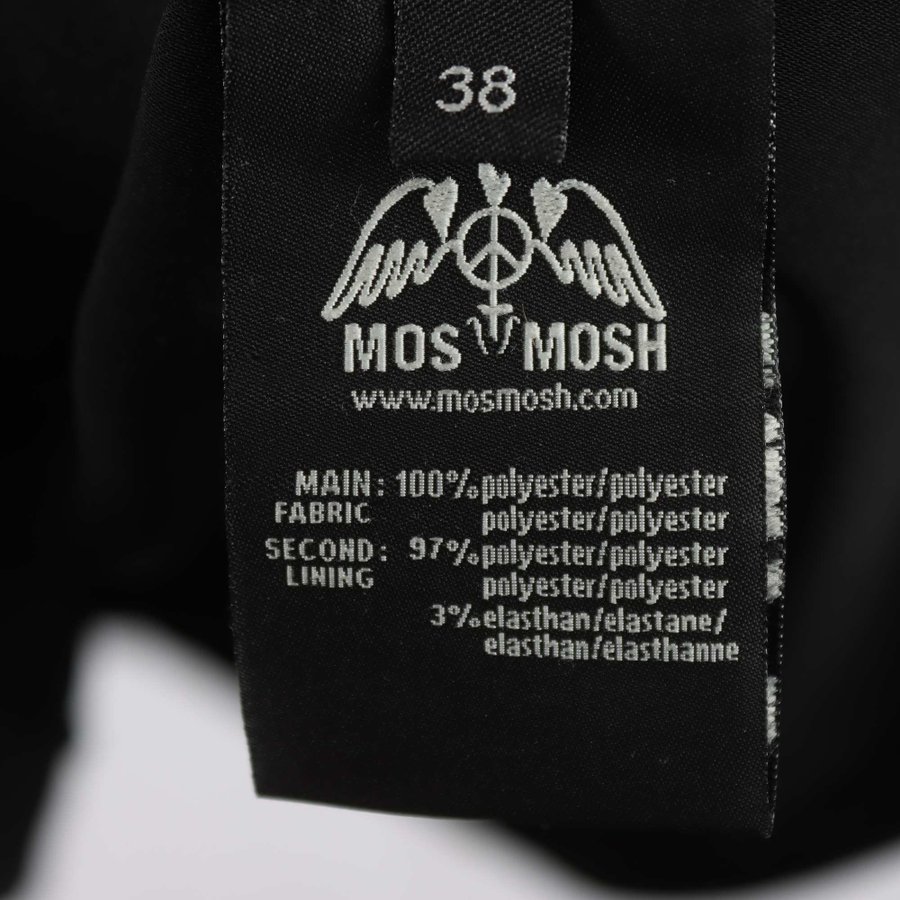 38
MOS MOSH
www.mosmosh.com
MAIN: 100% polyester/polyester
FABRIC polyester/polyester
SECOND: 97% polyester/polyester
LINING polyester/polyester
3% elasthan/elastane/
elasthan/elasthanne